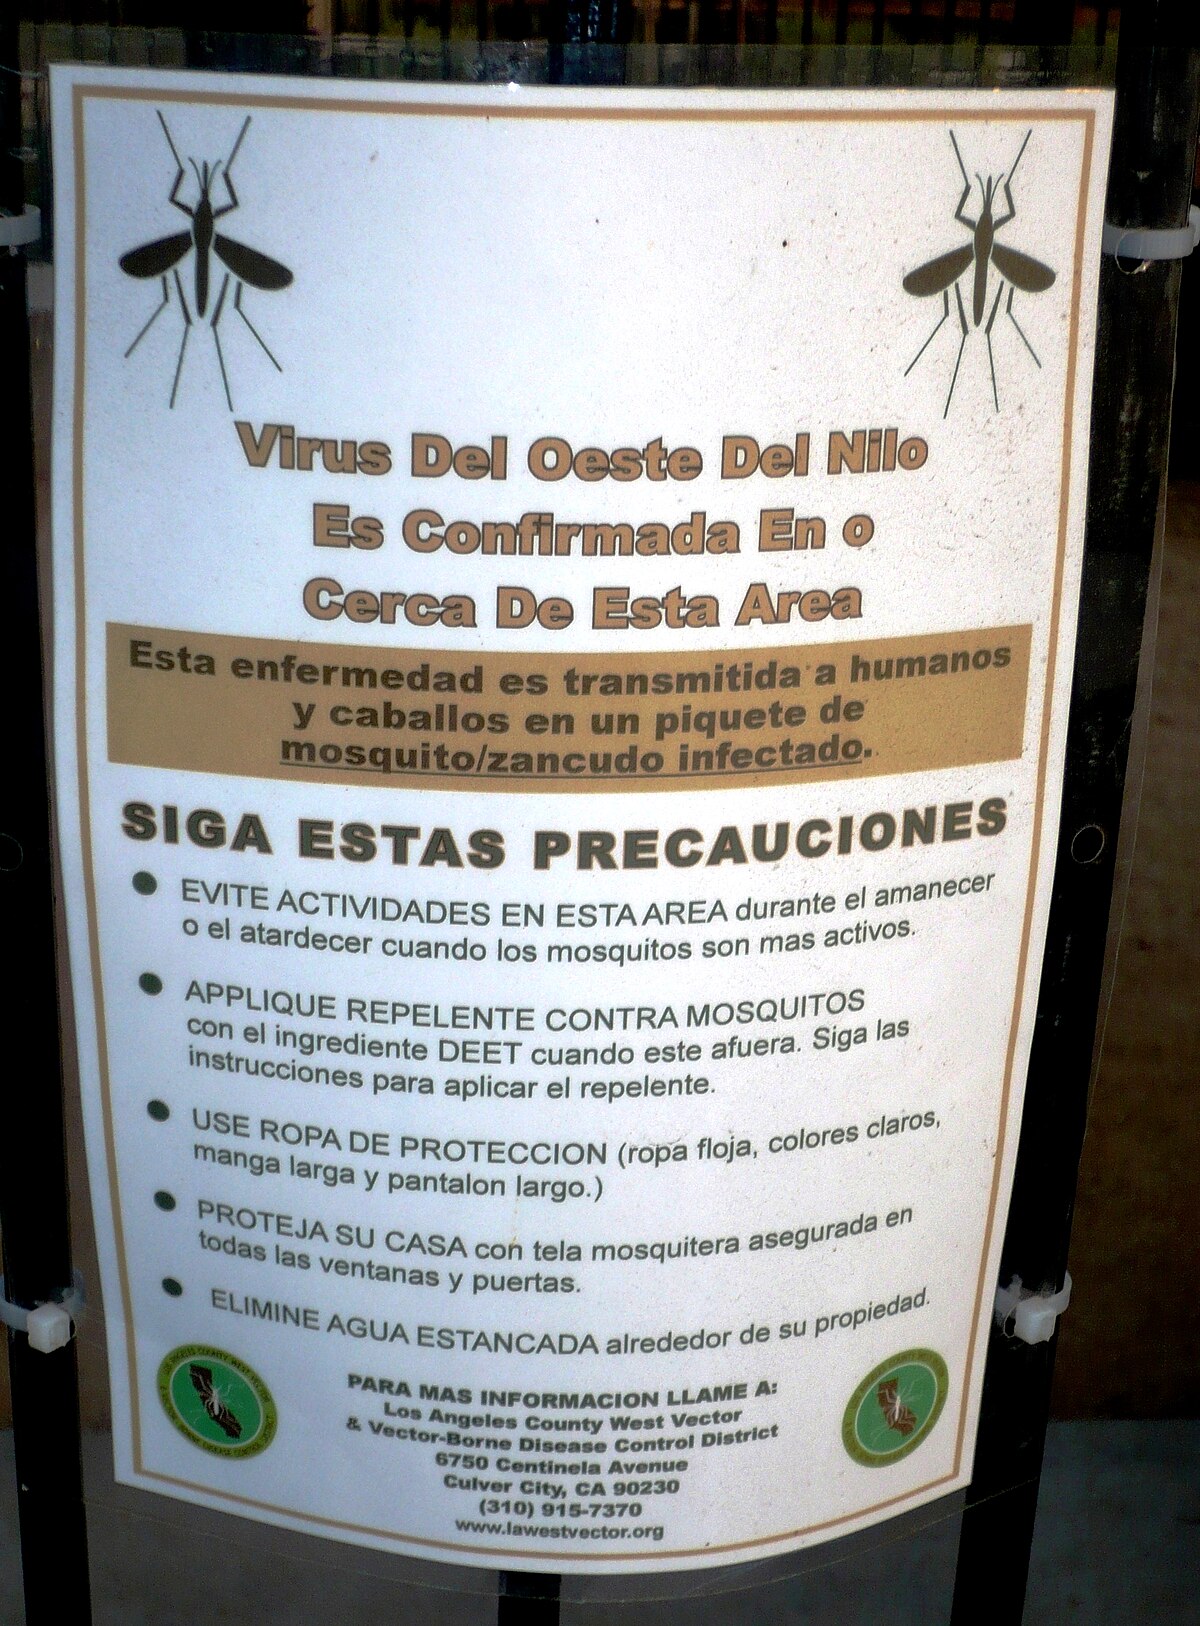 Virus Del Oeste Del Nilo
Es Confirmada En o
Cerca De Esta Area
Esta enfermedad es transmitida a humanos
y caballos en un piquete de
mosquito/zancudo infectado.
SIGA ESTAS PRECAUCIONES
● EVITE ACTIVIDADES EN ESTA AREA durante el amanecer
o el atardecer cuando los mosquitos son mas activos.
● APPLIQUE REPELENTE CONTRA MOSQUITOS
con el ingrediente DEET cuando este afuera. Siga las
instrucciones para aplicar el repelente.
● USE ROPA DE PROTECCION (ropa floja, colores claros,
manga larga y pantalon largo.)
● PROTEJA SU CASA con tela mosquitera asegurada en
todas las ventanas y puertas.
● ELIMINE AGUA ESTANCADA alrededor de su propiedad.
PARA MAS INFORMACION LLAME A:
Los Angeles County West Vector
& Vector-Borne Disease Control District
6750 Centinela Avenue
Culver City, CA 90230
(310) 915-7370
www.lawestvector.org